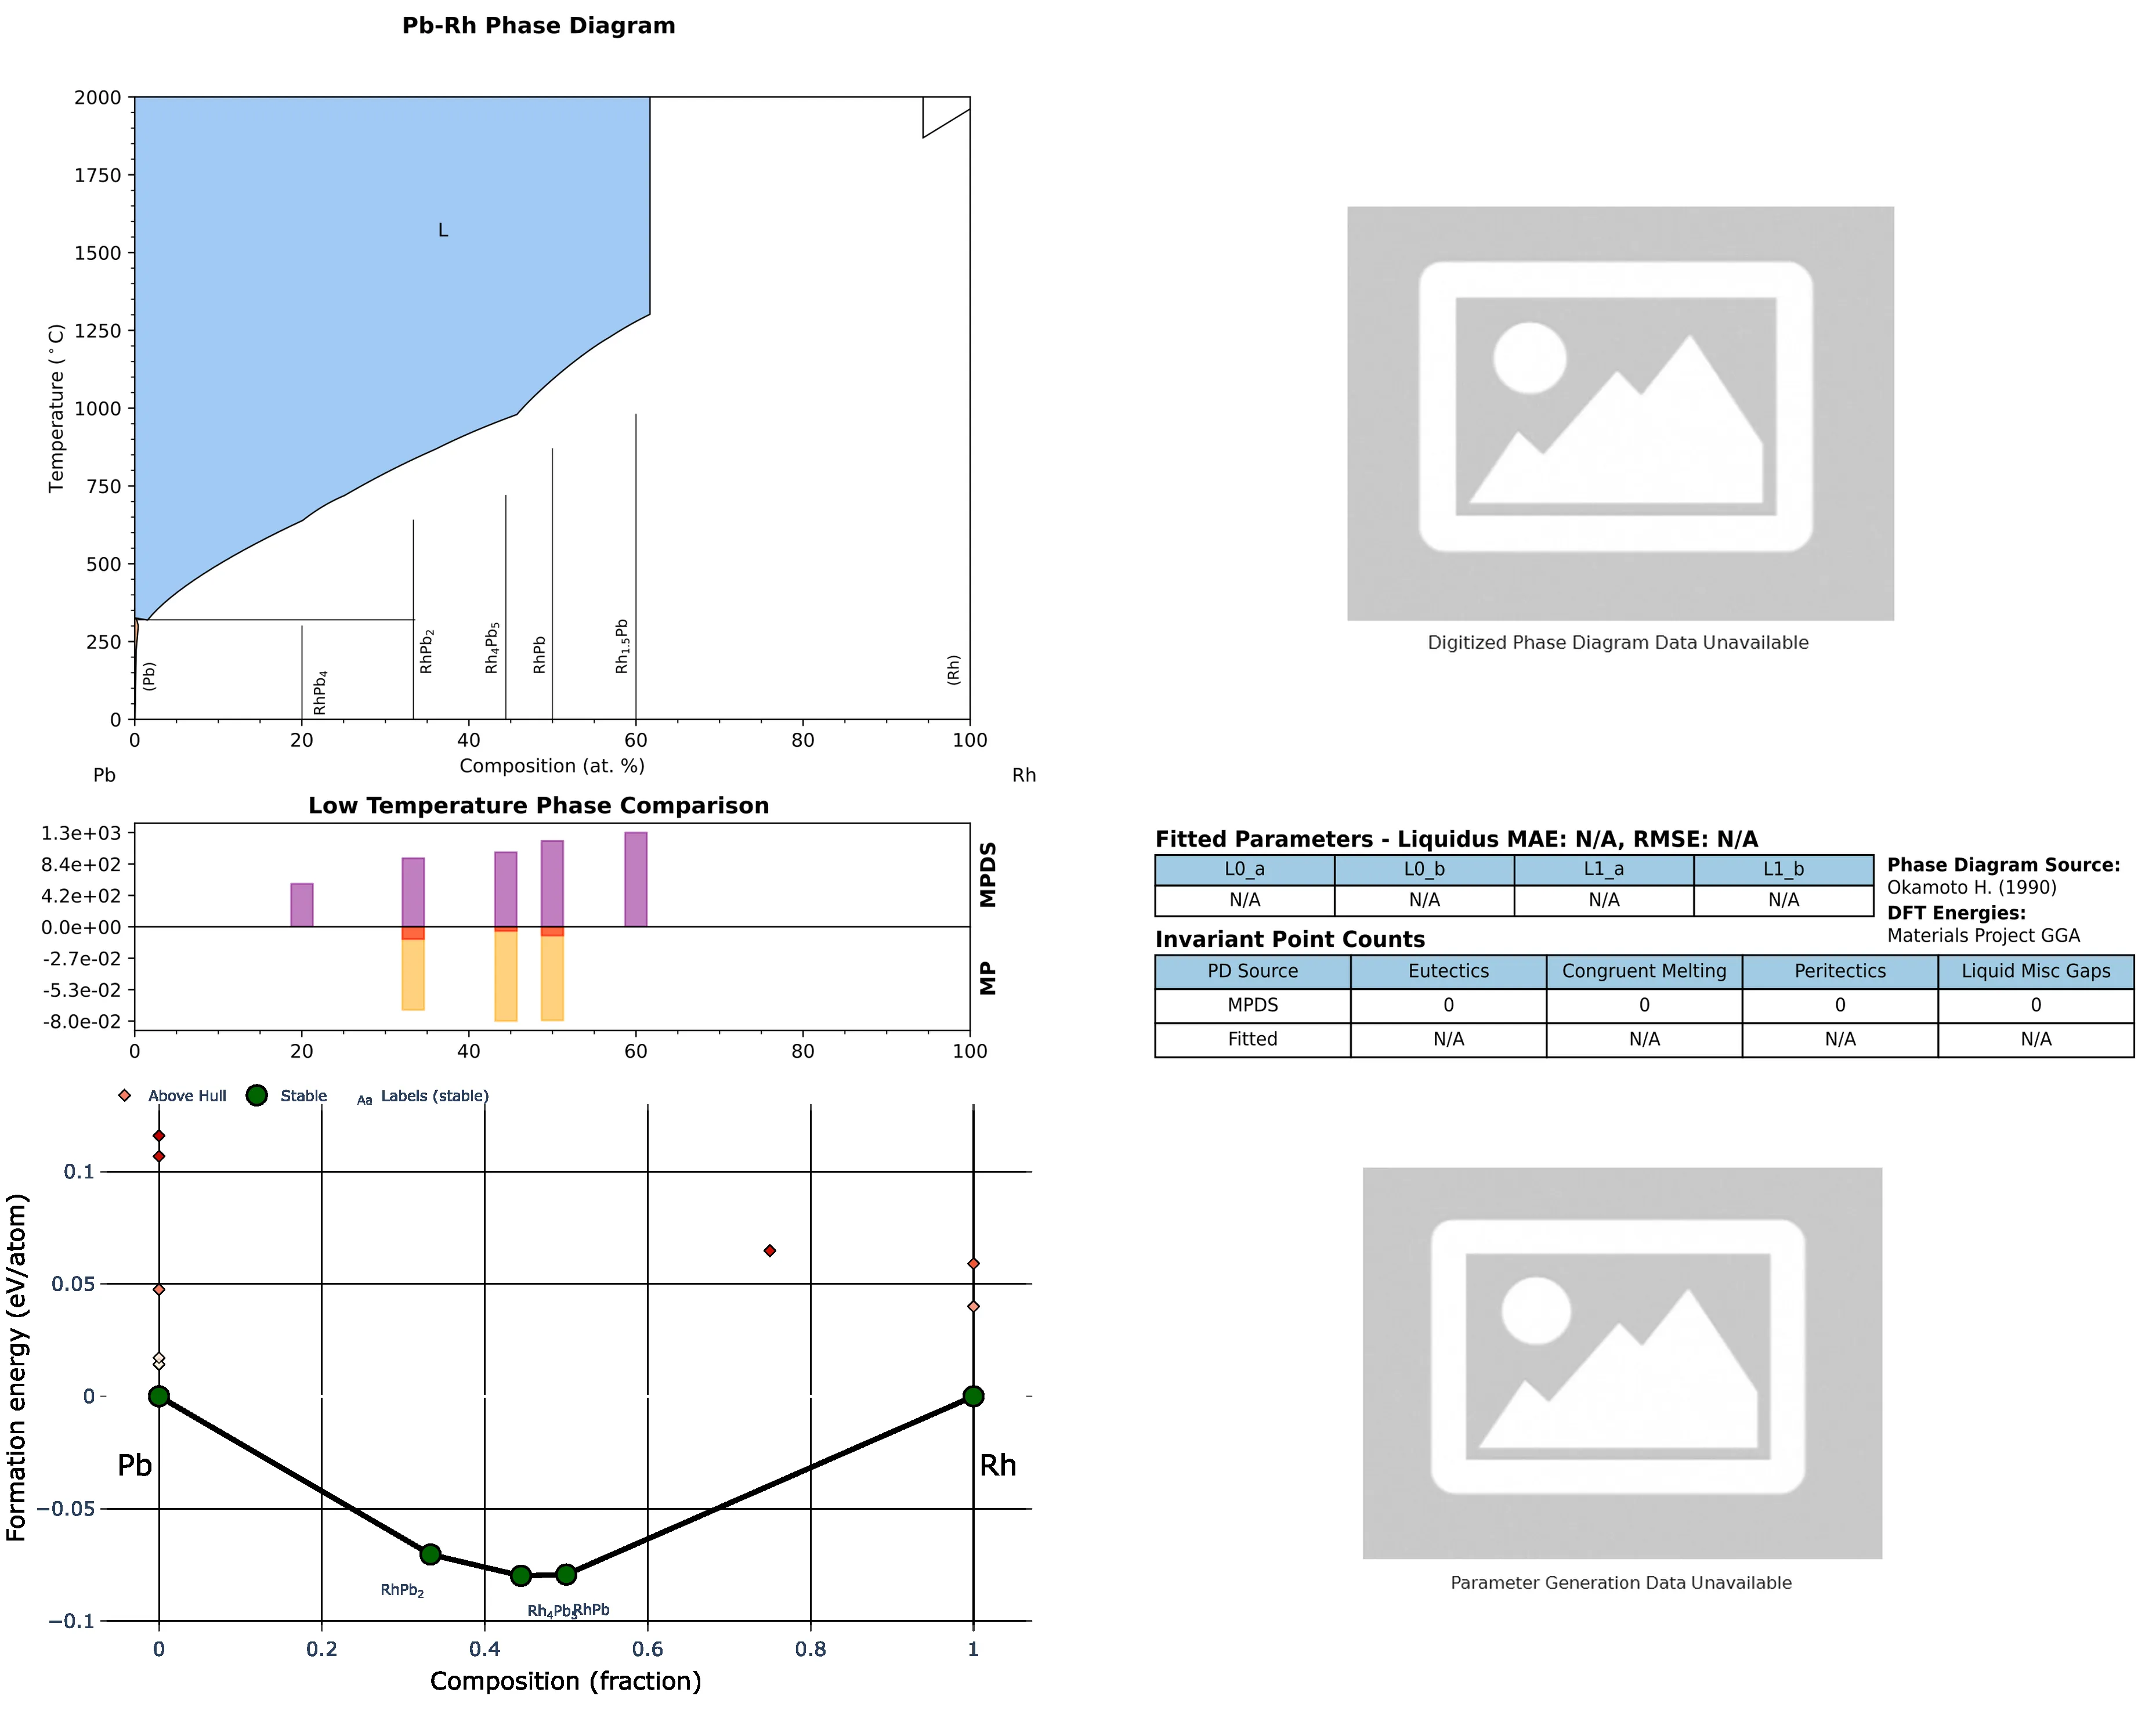 Pb-Rh Phase Diagram
2000
1750
1500
1250
1000
750
500
250
0
Temperature (°C)
L
(Pb)
RhPb4
RhPb2
Rh4Pb5
RhPb
Rh1.5Pb
(Rh)
0 20 40 60 80 100
Composition (at. %)
Pb Rh
Digitized Phase Diagram Data Unavailable
Low Temperature Phase Comparison
1.3e+03
8.4e+02
4.2e+02
0.0e+00
-2.7e-02
-5.3e-02
-8.0e-02
MPDS
MP
0 20 40 60 80 100
Fitted Parameters - Liquidus MAE: N/A, RMSE: N/A
L0_a L0_b L1_a L1_b
N/A N/A N/A N/A
Phase Diagram Source:
Okamoto H. (1990)
DFT Energies:
Materials Project GGA
Invariant Point Counts
PD Source Eutectics Congruent Melting Peritectics Liquid Misc Gaps
MPDS 0 0 0 0
Fitted N/A N/A N/A N/A
Above Hull Stable Aa Labels (stable)
0.1
0.05
0
−0.05
−0.1
Formation energy (eV/atom)
Pb
Rh
RhPb2
Rh4Pb5
RhPb
0 0.2 0.4 0.6 0.8 1
Composition (fraction)
Parameter Generation Data Unavailable